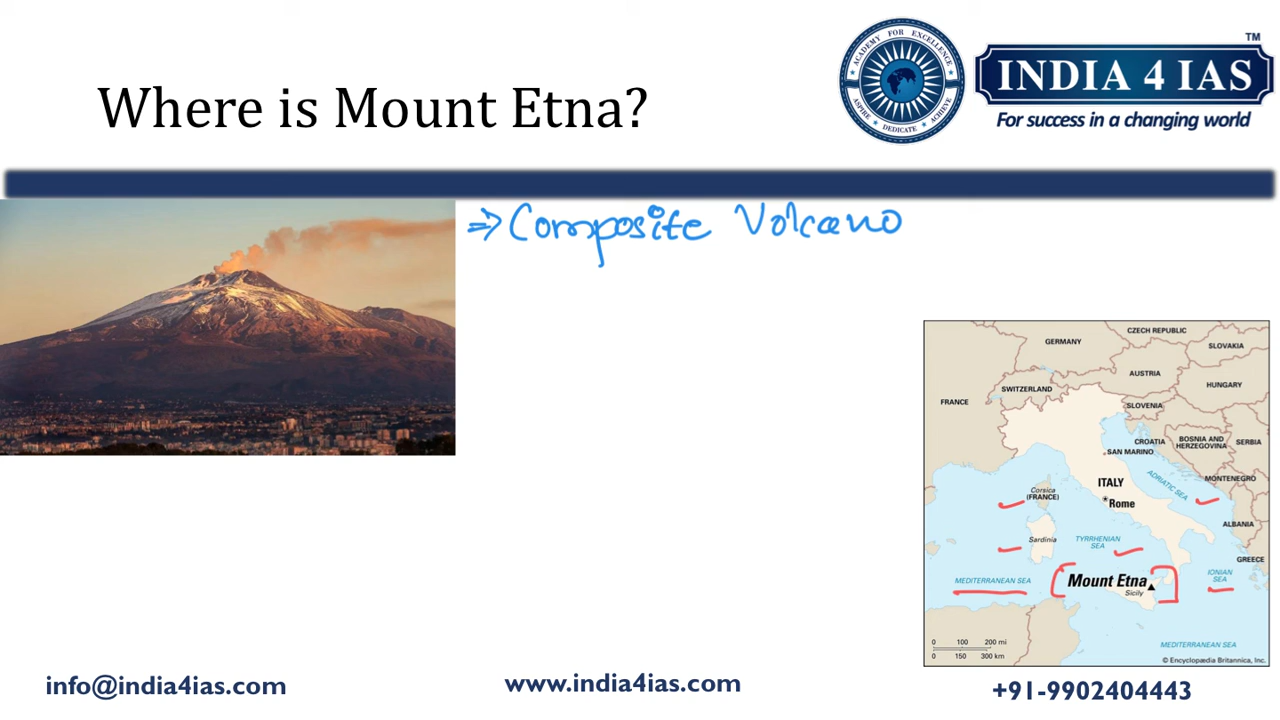 Where is Mount Etna?
ACADEMY FOR EXCELLENCE
ASPIRE ★ DEDICATE ★ ACHIEVE
INDIA 4 IAS
TM
For success in a changing world
⇒ Composite Volcano
CZECH REPUBLIC
GERMANY
SLOVAKIA
AUSTRIA
HUNGARY
SWITZERLAND
FRANCE
SLOVENIA
CROATIA
BOSNIA AND
HERZEGOVINA
SERBIA
SAN MARINO
MONTENEGRO
ITALY
ADRIATIC SEA
Corsica
(FRANCE)
Rome
ALBANIA
Sardinia
TYRRHENIAN
SEA
GREECE
IONIAN
SEA
MEDITERRANEAN SEA
Mount Etna
Sicily
0 100 200 mi
0 150 300 km
MEDITERRANEAN SEA
© Encyclopædia Britannica, Inc.
info@india4ias.com
www.india4ias.com
+91-9902404443